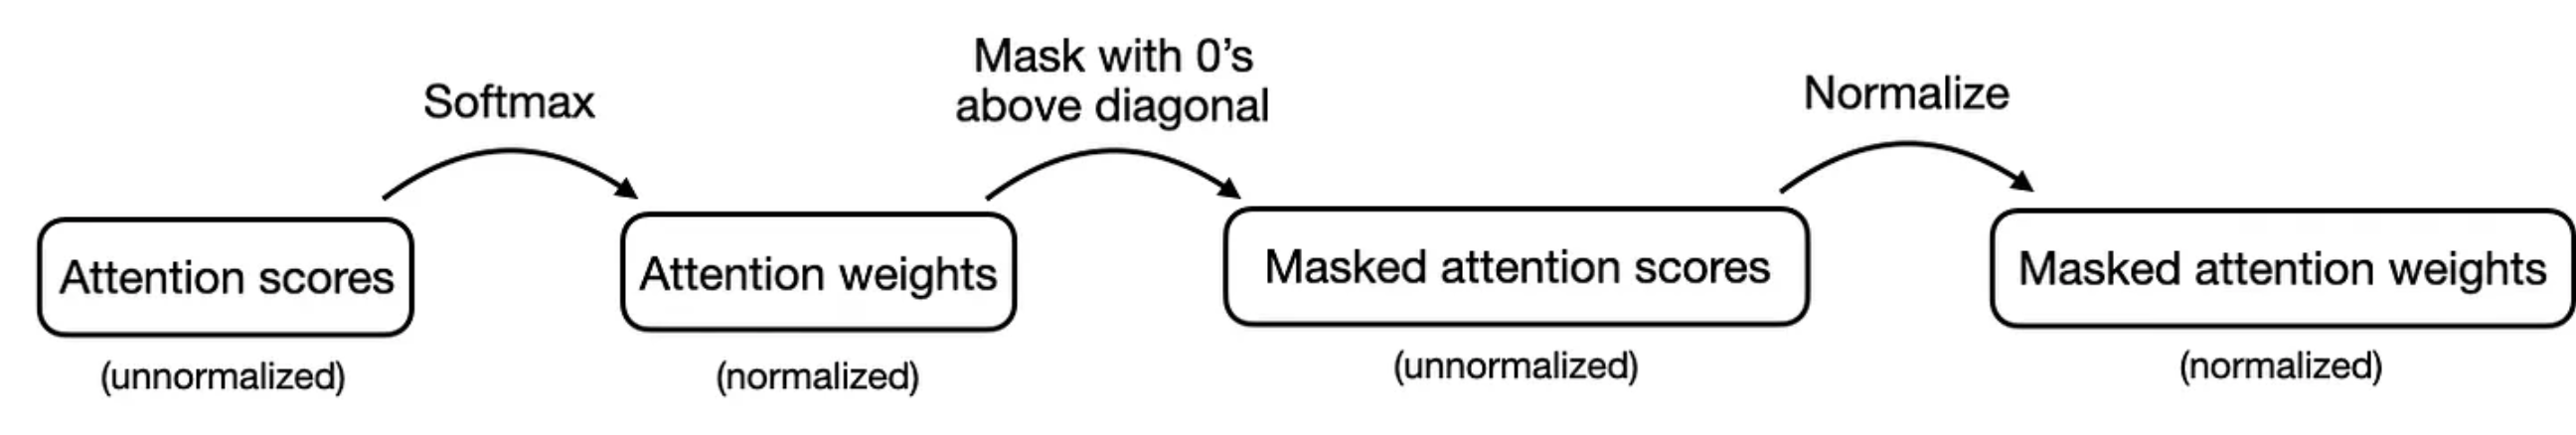 Softmax
Mask with 0’s
above diagonal
Normalize
Attention scores
Attention weights
Masked attention scores
Masked attention weights
(unnormalized)
(normalized)
(unnormalized)
(normalized)